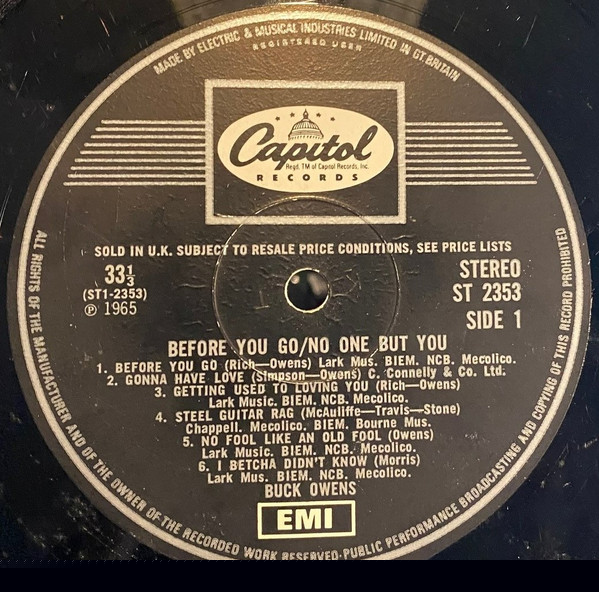 MADE BY ELECTRIC & MUSICAL INDUSTRIES LIMITED IN GT. BRITAIN
REGISTERED USER
Capitol
Regd. TM of Capitol Records, Inc.
RECORDS
SOLD IN U.K. SUBJECT TO RESALE PRICE CONDITIONS, SEE PRICE LISTS
33⅓
(ST1-2353)
Ⓟ 1965
STEREO
ST 2353
SIDE 1
BEFORE YOU GO/NO ONE BUT YOU
1. BEFORE YOU GO (Rich—Owens) Lark Mus. BIEM. NCB. Mecolico.
2. GONNA HAVE LOVE (Simpson—Owens) C. Connelly & Co. Ltd.
3. GETTING USED TO LOVING YOU (Rich—Owens)
Lark Music. BIEM. NCB. Mecolico.
4. STEEL GUITAR RAG (McAuliffe—Travis—Stone)
Chappell. Mecolico. BIEM. Bourne Mus.
5. NO FOOL LIKE AN OLD FOOL (Owens)
Lark Music. BIEM. NCB. Mecolico.
6. I BETCHA DIDN'T KNOW (Morris)
Lark Mus. BIEM. NCB. Mecolico.
BUCK OWENS
EMI
ALL RIGHTS OF THE MANUFACTURER AND OF THE OWNER OF THE RECORDED WORK RESERVED·PUBLIC PERFORMANCE BROADCASTING AND COPYING OF THIS RECORD PROHIBITED